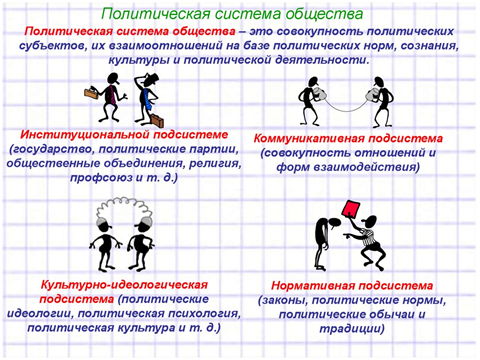 Политическая система общества
Политическая система общества – это совокупность политических
субъектов, их взаимоотношений на базе политических норм, сознания,
культуры и политической деятельности.
Институциональной подсистеме
(государство, политические партии,
общественные объединения, религия,
профсоюз и т. д.)
Коммуникативная подсистема
(совокупность отношений и
форм взаимодействия)
Культурно-идеологическая
подсистема (политические
идеологии, политическая психология,
политическая культура и т. д.)
Нормативная подсистема
(законы, политические нормы,
политические обычаи и
традиции)